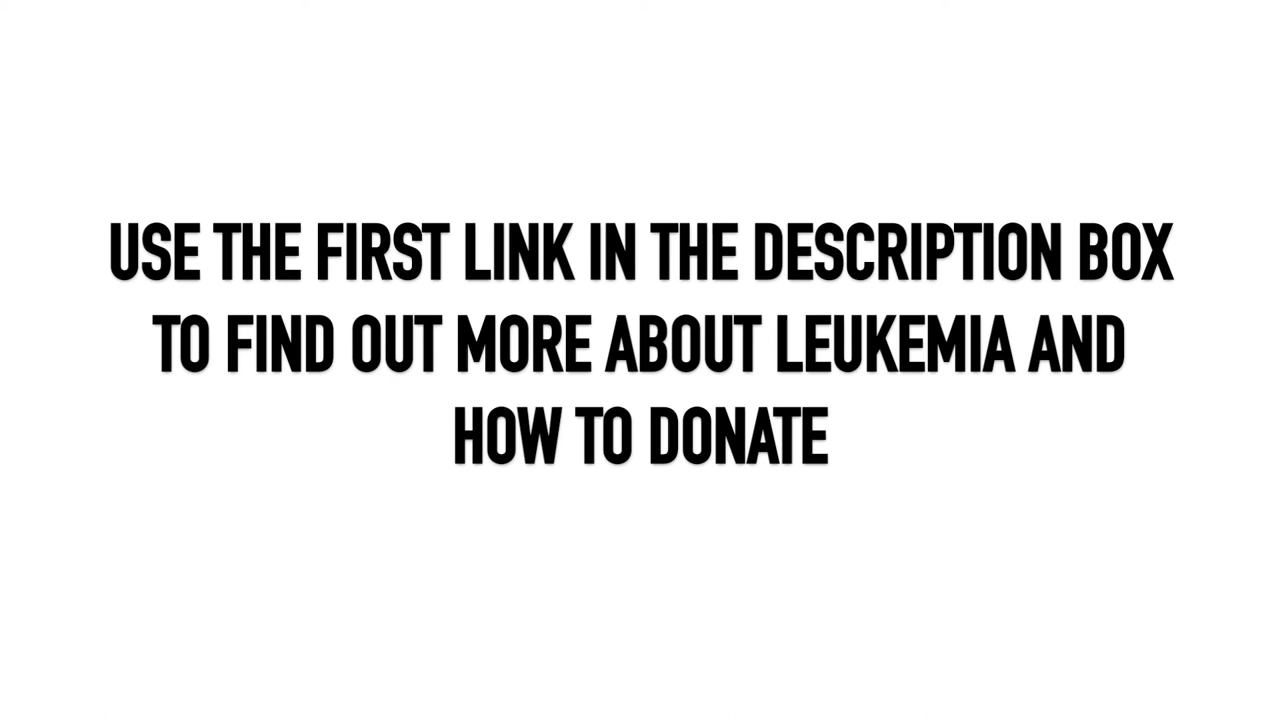 USE THE FIRST LINK IN THE DESCRIPTION BOX
TO FIND OUT MORE ABOUT LEUKEMIA AND
HOW TO DONATE